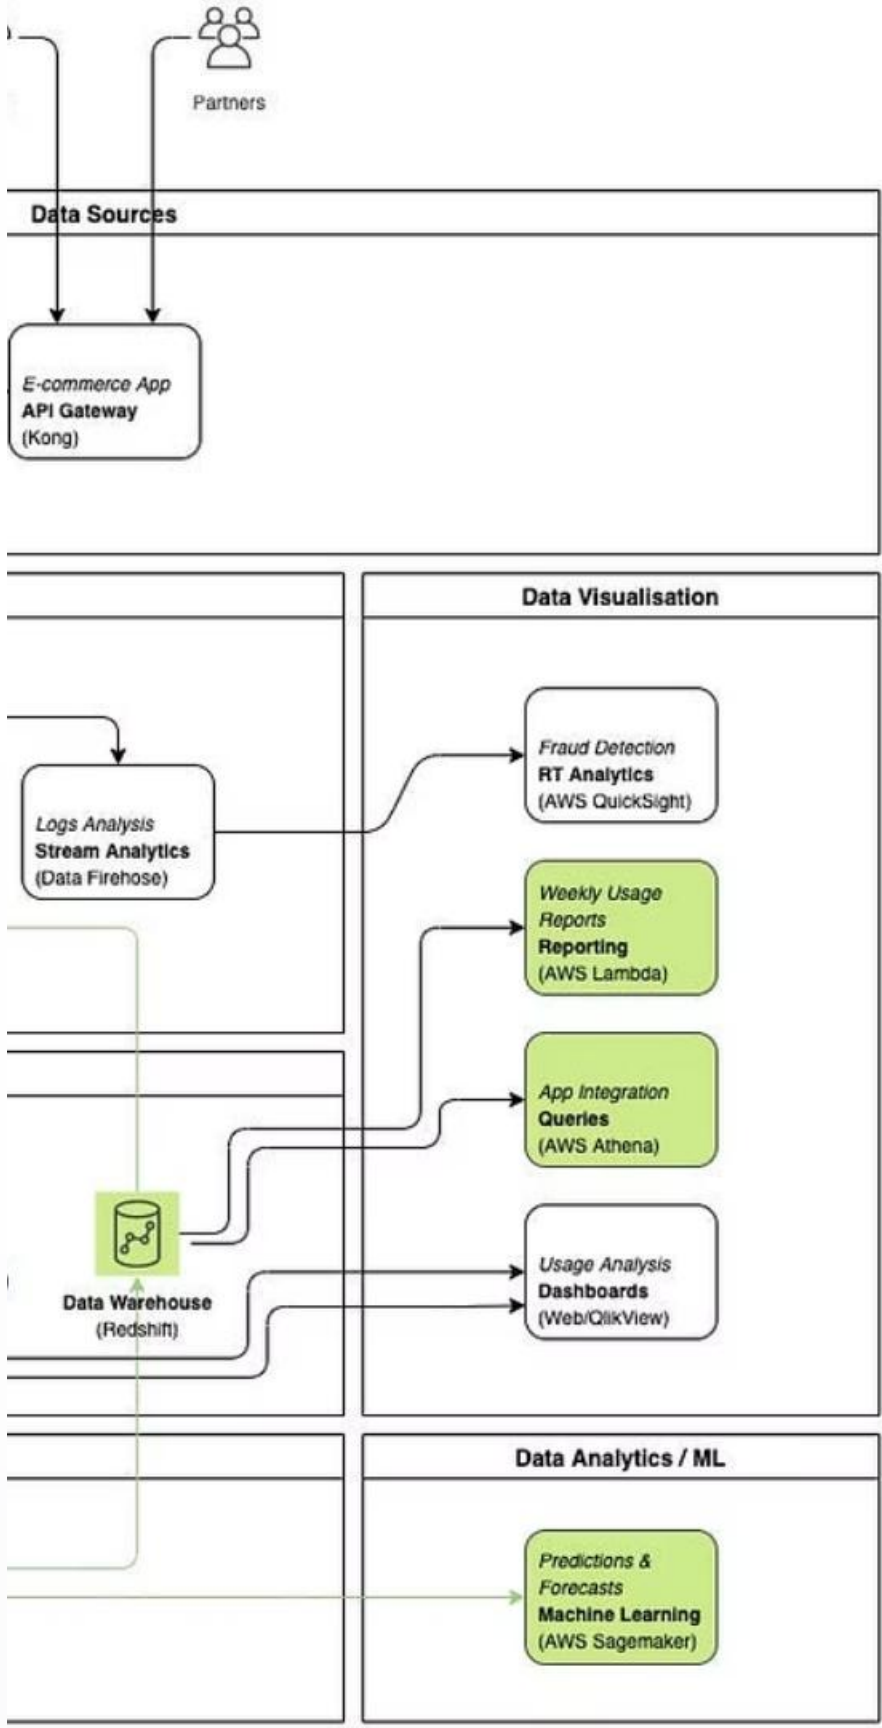 Partners
Data Sources
E-commerce App
API Gateway
(Kong)
Data Visualisation
Fraud Detection
RT Analytics
(AWS QuickSight)
Logs Analysis
Stream Analytics
(Data Firehose)
Weekly Usage
Reports
Reporting
(AWS Lambda)
App Integration
Queries
(AWS Athena)
Data Warehouse
(Redshift)
Usage Analysis
Dashboards
(Web/QlikView)
Data Analytics / ML
Predictions &
Forecasts
Machine Learning
(AWS Sagemaker)